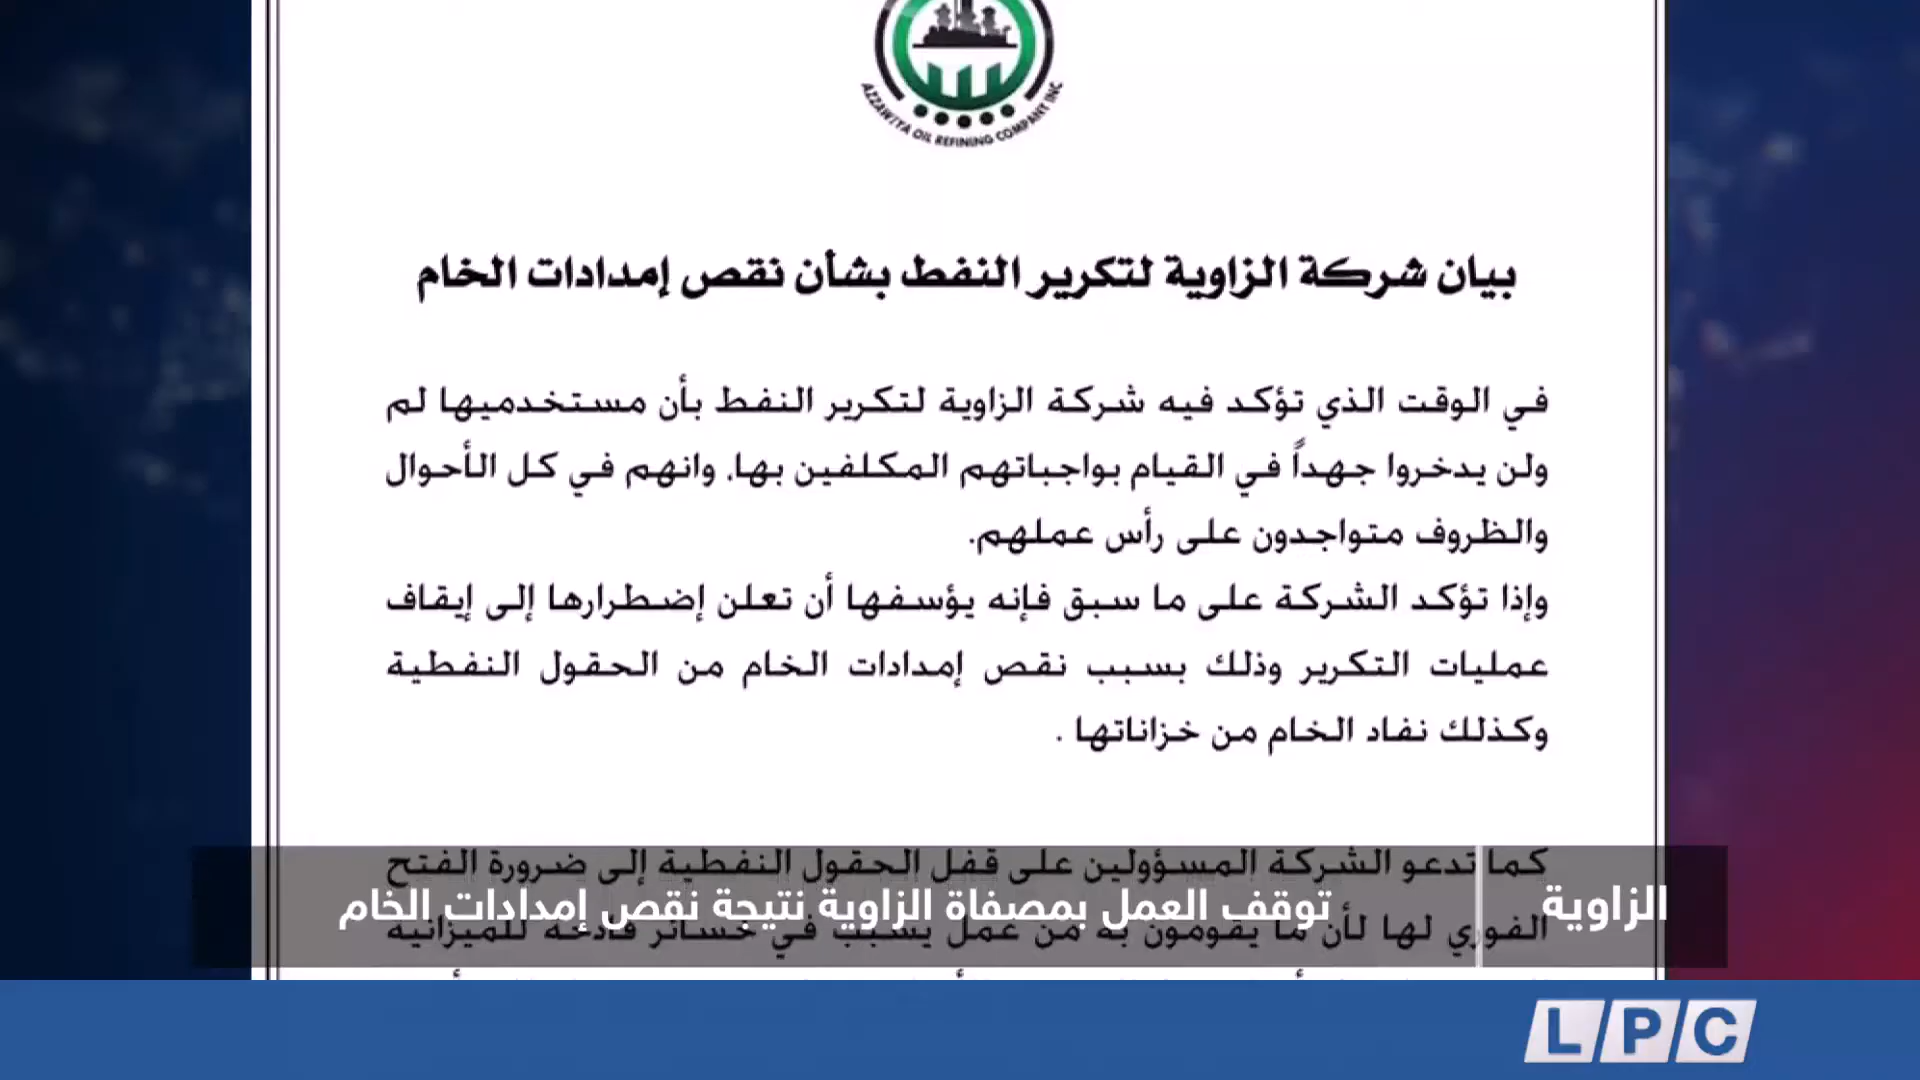 AZZAWIYA OIL REFINING COMPANY INC
بيان شركة الزاوية لتكرير النفط بشأن نقص إمدادات الخام
في الوقت الذي تؤكد فيه شركة الزاوية لتكرير النفط بأن مستخدميها لم
ولن يدخروا جهداً في القيام بواجباتهم المكلفين بها، وانهم في كل الأحوال
والظروف متواجدون على رأس عملهم.
وإذا تؤكد الشركة على ما سبق فإنه يؤسفها أن تعلن إضطرارها إلى إيقاف
عمليات التكرير وذلك بسبب نقص إمدادات الخام من الحقول النفطية
وكذلك نفاد الخام من خزاناتها .
كما تدعو الشركة المسؤولين على قفل الحقول النفطية إلى ضرورة الفتح
الفوري لها لأن ما يقومون به من عمل يسبب في خسائر فادحة للميزانية
الزاوية
توقف العمل بمصفاة الزاوية نتيجة نقص إمدادات الخام
LPC